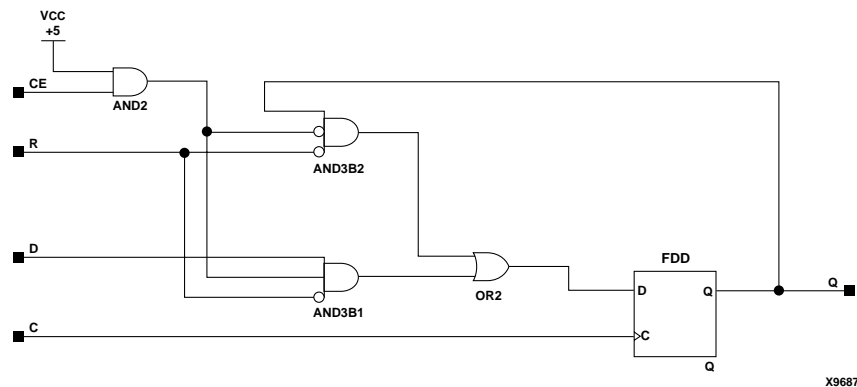 VCC
+5
CE
AND2
R
AND3B2
D
AND3B1
OR2
FDD
D
Q
Q
C
C
Q
X9687